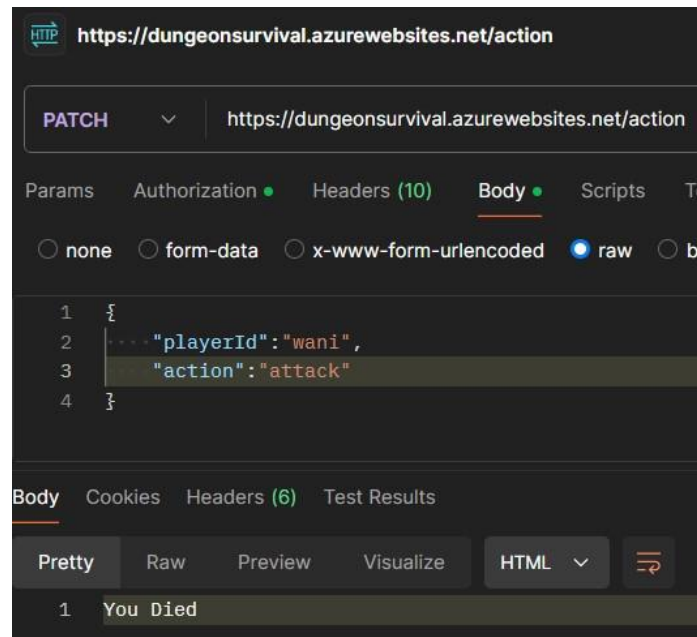 HTTP https://dungeonsurvival.azurewebsites.net/action
PATCH https://dungeonsurvival.azurewebsites.net/action
Params Authorization Headers (10) Body Scripts
none form-data x-www-form-urlencoded raw
1 {
2 "playerId":"wani",
3 "action":"attack"
4 }
Body Cookies Headers (6) Test Results
Pretty Raw Preview Visualize HTML
1 You Died